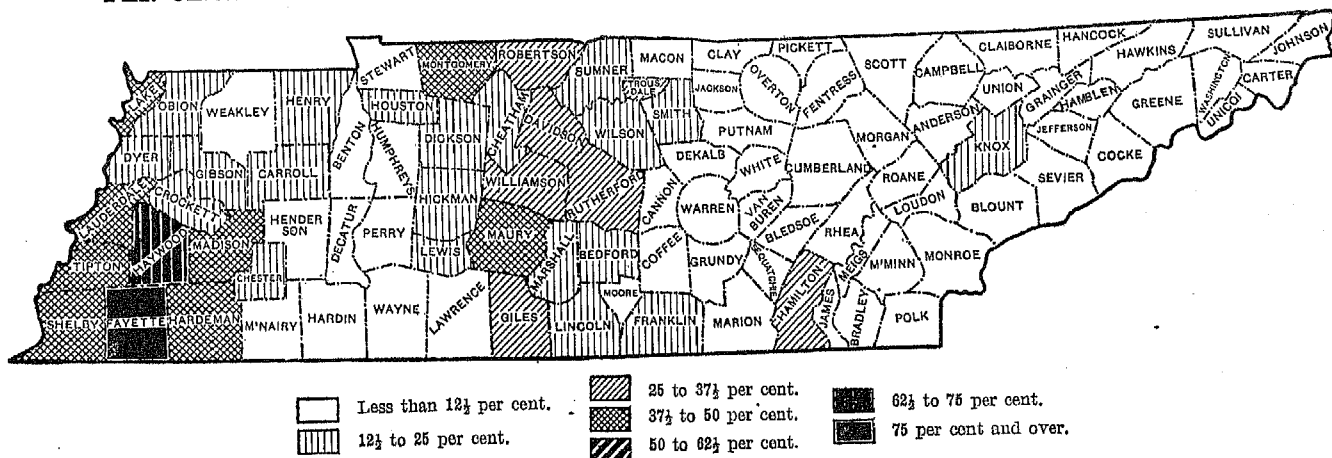 LAKE
OBION
WEAKLEY
HENRY
STEWART
MONTGOMERY
ROBERTSON
SUMNER
MACON
CLAY
PICKETT
SCOTT
CAMPBELL
CLAIBORNE
HANCOCK
HAWKINS
SULLIVAN
JOHNSON
CARTER
WASHINGTON
UNICOI
GREENE
HAMBLEN
GRAINGER
UNION
ANDERSON
KNOX
JEFFERSON
COCKE
SEVIER
BLOUNT
LOUDON
ROANE
MORGAN
FENTRESS
OVERTON
JACKSON
PUTNAM
CUMBERLAND
WHITE
DEKALB
SMITH
TROUS
DALE
WILSON
DAVIDSON
CHEATHAM
DICKSON
HOUSTON
HUMPHREYS
BENTON
CARROLL
GIBSON
DYER
CROCKETT
LAUDERDALE
HAYWOOD
MADISON
HENDER
SON
DECATUR
PERRY
HICKMAN
WILLIAMSON
RUTHERFORD
CANNON
WARREN
VAN
BUREN
BLEDSOE
RHEA
MEIGS
M'MINN
MONROE
POLK
BRADLEY
JAMES
HAMILTON
SEQUATCHIE
MARION
GRUNDY
COFFEE
BEDFORD
MOORE
FRANKLIN
LINCOLN
MARSHALL
MAURY
LEWIS
GILES
LAWRENCE
WAYNE
HARDIN
M'NAIRY
CHESTER
HARDEMAN
FAYETTE
SHELBY
TIPTON
Less than 12½ per cent.
12½ to 25 per cent.
25 to 37½ per cent.
37½ to 50 per cent.
50 to 62½ per cent.
62½ to 75 per cent.
75 per cent and over.